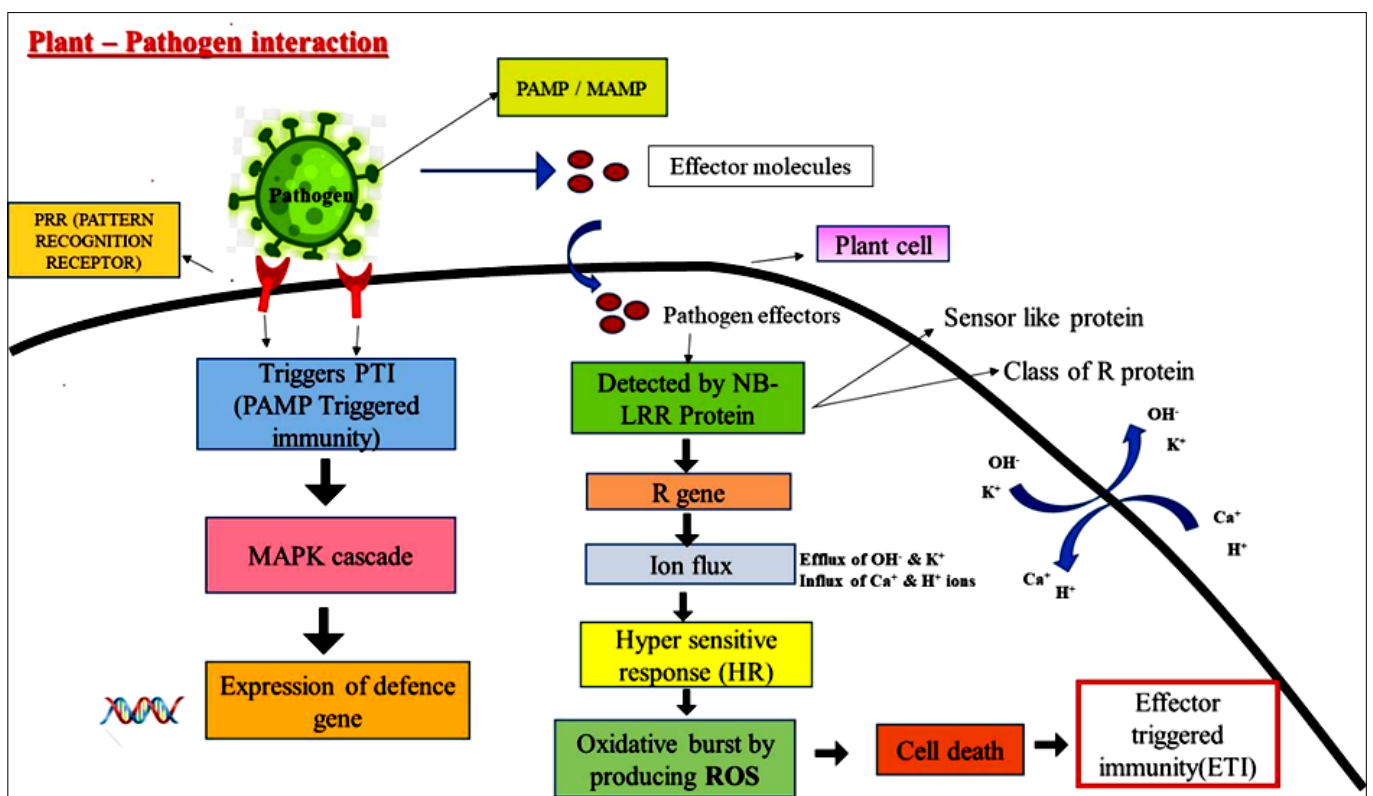 Plant – Pathogen interaction
PAMP / MAMP
Effector molecules
Pathogen
PRR (PATTERN
RECOGNITION
RECEPTOR)
Plant cell
Pathogen effectors
Sensor like protein
Class of R protein
Triggers PTI
(PAMP Triggered
immunity)
Detected by NB-
LRR Protein
OH⁻
K⁺
OH⁻
K⁺
Ca⁺
H⁺
Ca⁺
H⁺
R gene
MAPK cascade
Ion flux
Efflux of OH⁻ & K⁺
Influx of Ca⁺ & H⁺ ions
Hyper sensitive
response (HR)
Expression of defence
gene
Oxidative burst by
producing ROS
Cell death
Effector
triggered
immunity(ETI)